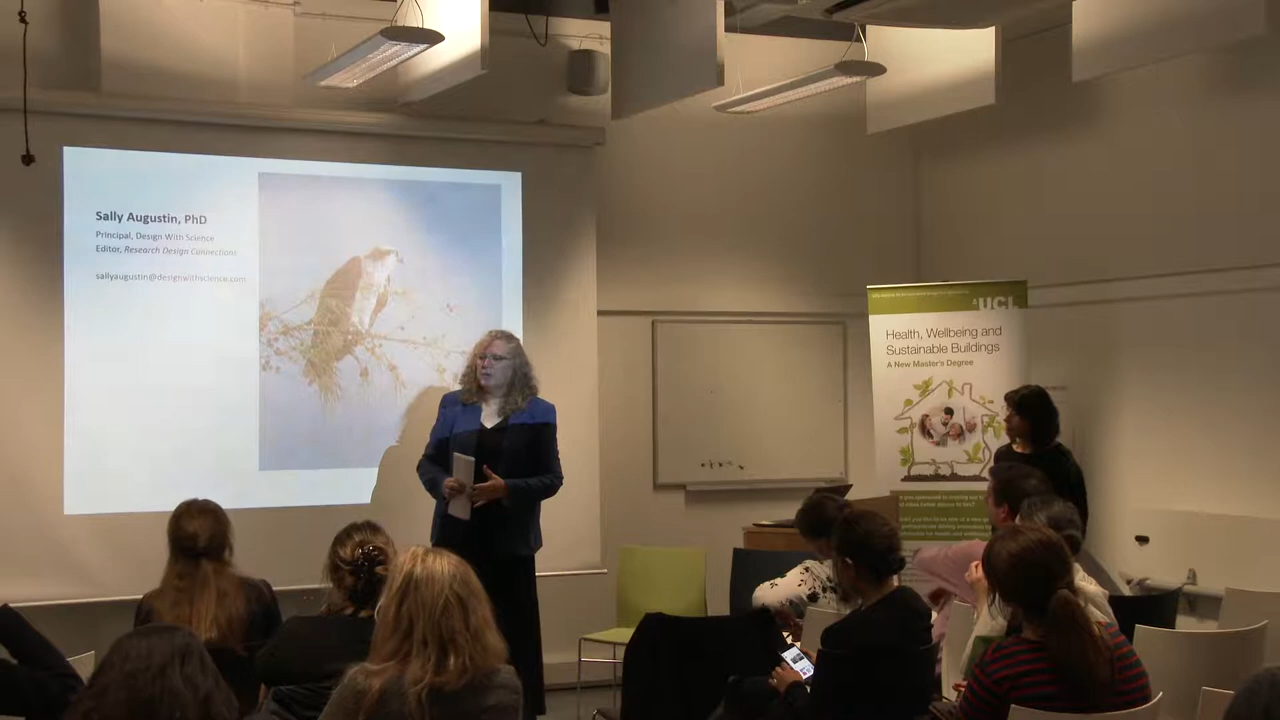 Sally Augustin, PhD
Principal, Design With Science
Editor, Research Design Connections
sallyaugustin@designwithscience.com
UCL
Health, Wellbeing and
Sustainable Buildings
A New Master's Degree